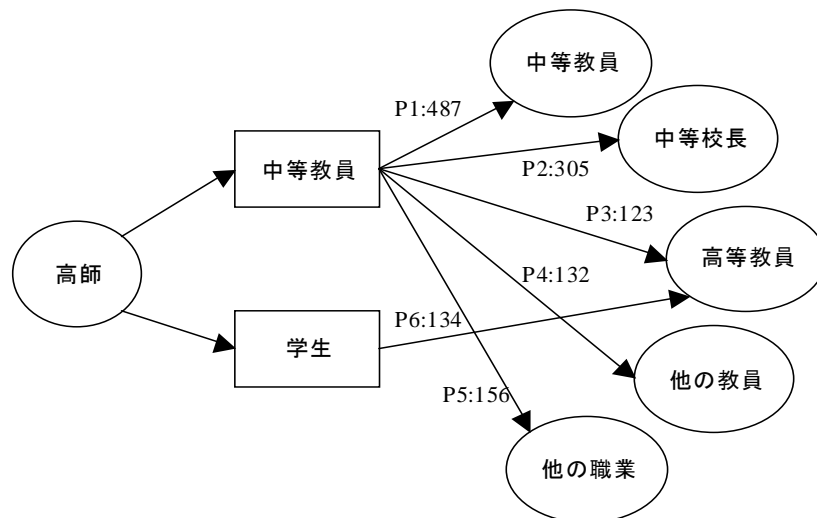 中等教員
P1:487
中等校長
中等教員
P2:305
P3:123
高等教員
高師
P4:132
P6:134
学生
他の教員
P5:156
他の職業